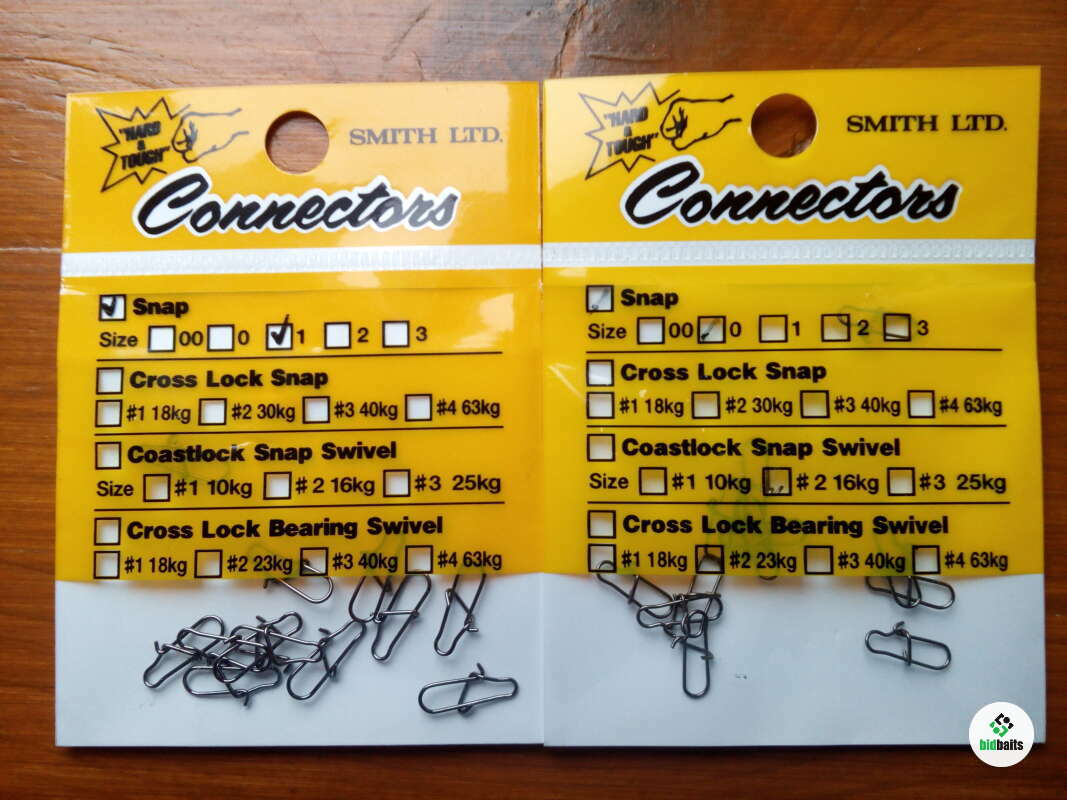 "HARD
&
TOUGH"
SMITH LTD.
Connectors
Snap
Size 00 0 1 2 3
Cross Lock Snap
#1 18kg #2 30kg #3 40kg #4 63kg
Coastlock Snap Swivel
Size #1 10kg #2 16kg #3 25kg
Cross Lock Bearing Swivel
#1 18kg #2 23kg #3 40kg #4 63kg
"HARD
&
TOUGH"
SMITH LTD.
Connectors
Snap
Size 00 0 1 2 3
Cross Lock Snap
#1 18kg #2 30kg #3 40kg #4 63kg
Coastlock Snap Swivel
Size #1 10kg #2 16kg #3 25kg
Cross Lock Bearing Swivel
#1 18kg #2 23kg #3 40kg #4 63kg
bidbaits